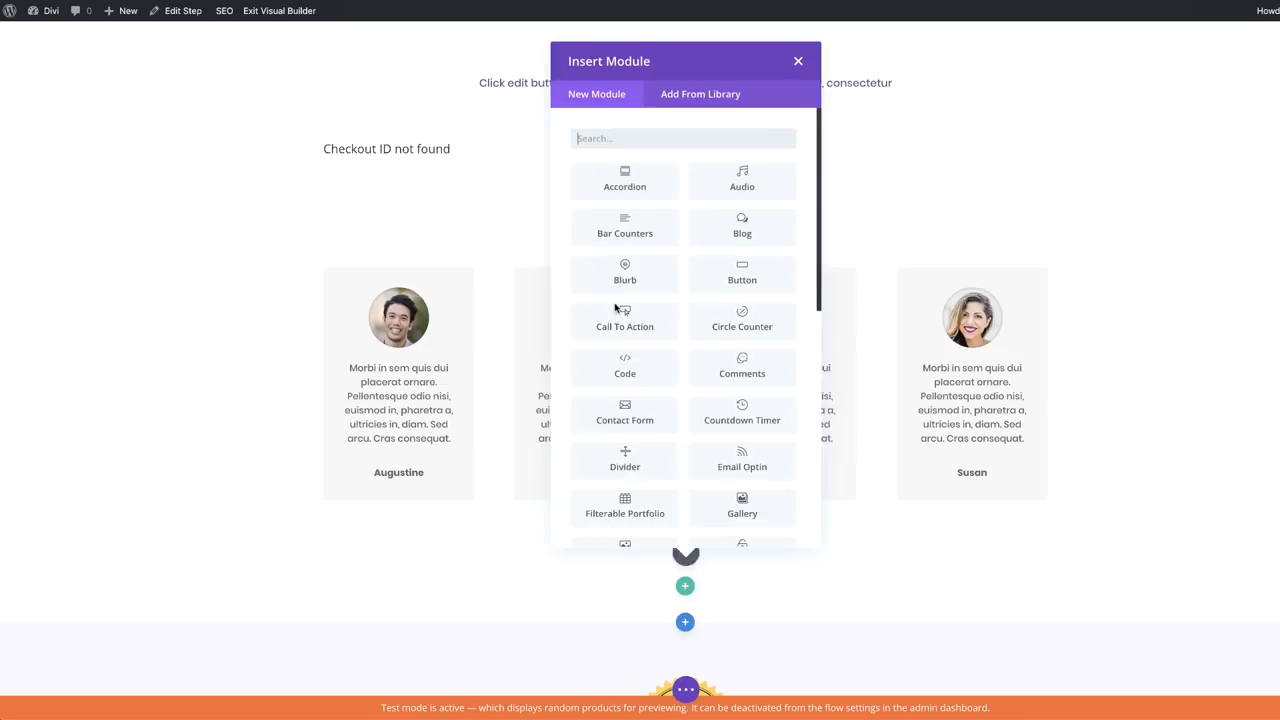 Divi 0 New Edit Step SEO Exit Visual Builder
Insert Module
New Module Add From Library
Click edit , consectetur
Search...
Checkout ID not found
Accordion Audio
Bar Counters Blog
Blurb Button
Call To Action Circle Counter
Code Comments
Contact Form Countdown Timer
Divider Email Optin
Filterable Portfolio Gallery
Morbi in sem quis dui
placerat ornare.
Pellentesque odio nisi,
euismod in, pharetra a,
ultricies in, diam. Sed
arcu. Cras consequat.
Augustine
Morbi in sem quis dui
placerat ornare.
Pellentesque odio nisi,
euismod in, pharetra a,
ultricies in, diam. Sed
arcu. Cras consequat.
Susan
Test mode is active — which displays random products for previewing. It can be deactivated from the flow settings in the admin dashboard.